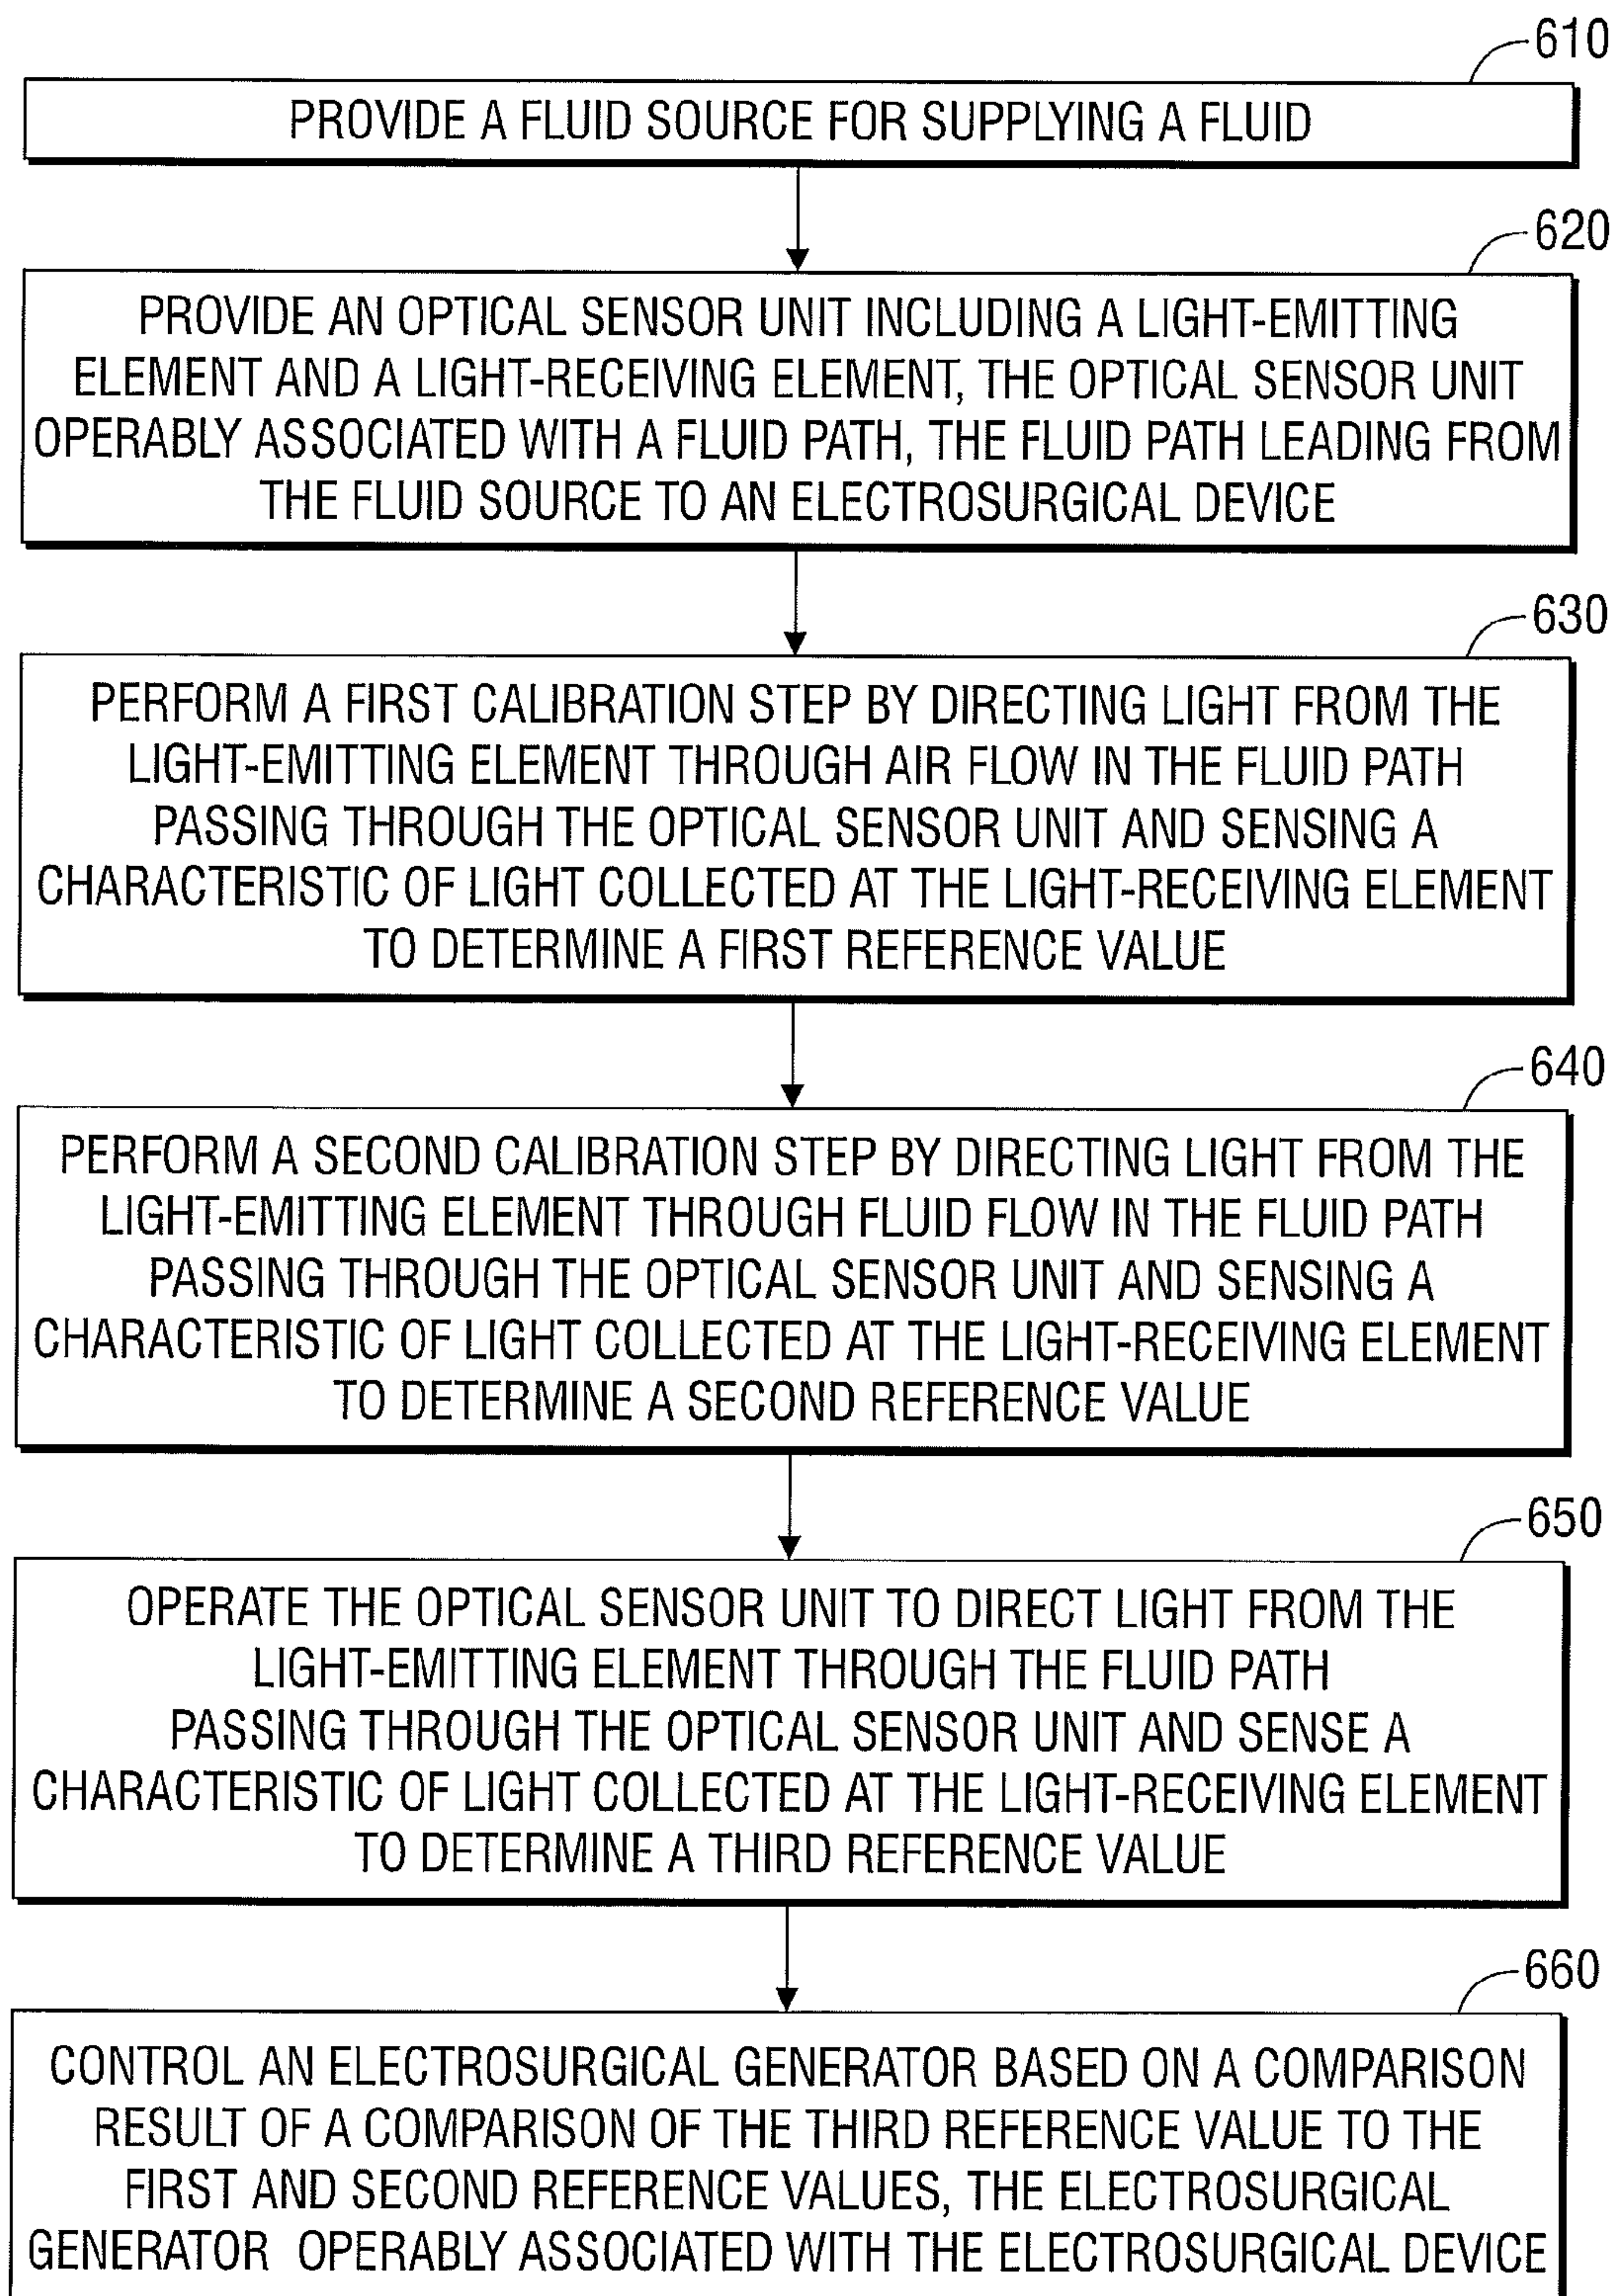 610
PROVIDE A FLUID SOURCE FOR SUPPLYING A FLUID
620
PROVIDE AN OPTICAL SENSOR UNIT INCLUDING A LIGHT-EMITTING
ELEMENT AND A LIGHT-RECEIVING ELEMENT, THE OPTICAL SENSOR UNIT
OPERABLY ASSOCIATED WITH A FLUID PATH, THE FLUID PATH LEADING FROM
THE FLUID SOURCE TO AN ELECTROSURGICAL DEVICE
630
PERFORM A FIRST CALIBRATION STEP BY DIRECTING LIGHT FROM THE
LIGHT-EMITTING ELEMENT THROUGH AIR FLOW IN THE FLUID PATH
PASSING THROUGH THE OPTICAL SENSOR UNIT AND SENSING A
CHARACTERISTIC OF LIGHT COLLECTED AT THE LIGHT-RECEIVING ELEMENT
TO DETERMINE A FIRST REFERENCE VALUE
640
PERFORM A SECOND CALIBRATION STEP BY DIRECTING LIGHT FROM THE
LIGHT-EMITTING ELEMENT THROUGH FLUID FLOW IN THE FLUID PATH
PASSING THROUGH THE OPTICAL SENSOR UNIT AND SENSING A
CHARACTERISTIC OF LIGHT COLLECTED AT THE LIGHT-RECEIVING ELEMENT
TO DETERMINE A SECOND REFERENCE VALUE
650
OPERATE THE OPTICAL SENSOR UNIT TO DIRECT LIGHT FROM THE
LIGHT-EMITTING ELEMENT THROUGH THE FLUID PATH
PASSING THROUGH THE OPTICAL SENSOR UNIT AND SENSE A
CHARACTERISTIC OF LIGHT COLLECTED AT THE LIGHT-RECEIVING ELEMENT
TO DETERMINE A THIRD REFERENCE VALUE
660
CONTROL AN ELECTROSURGICAL GENERATOR BASED ON A COMPARISON
RESULT OF A COMPARISON OF THE THIRD REFERENCE VALUE TO THE
FIRST AND SECOND REFERENCE VALUES, THE ELECTROSURGICAL
GENERATOR OPERABLY ASSOCIATED WITH THE ELECTROSURGICAL DEVICE